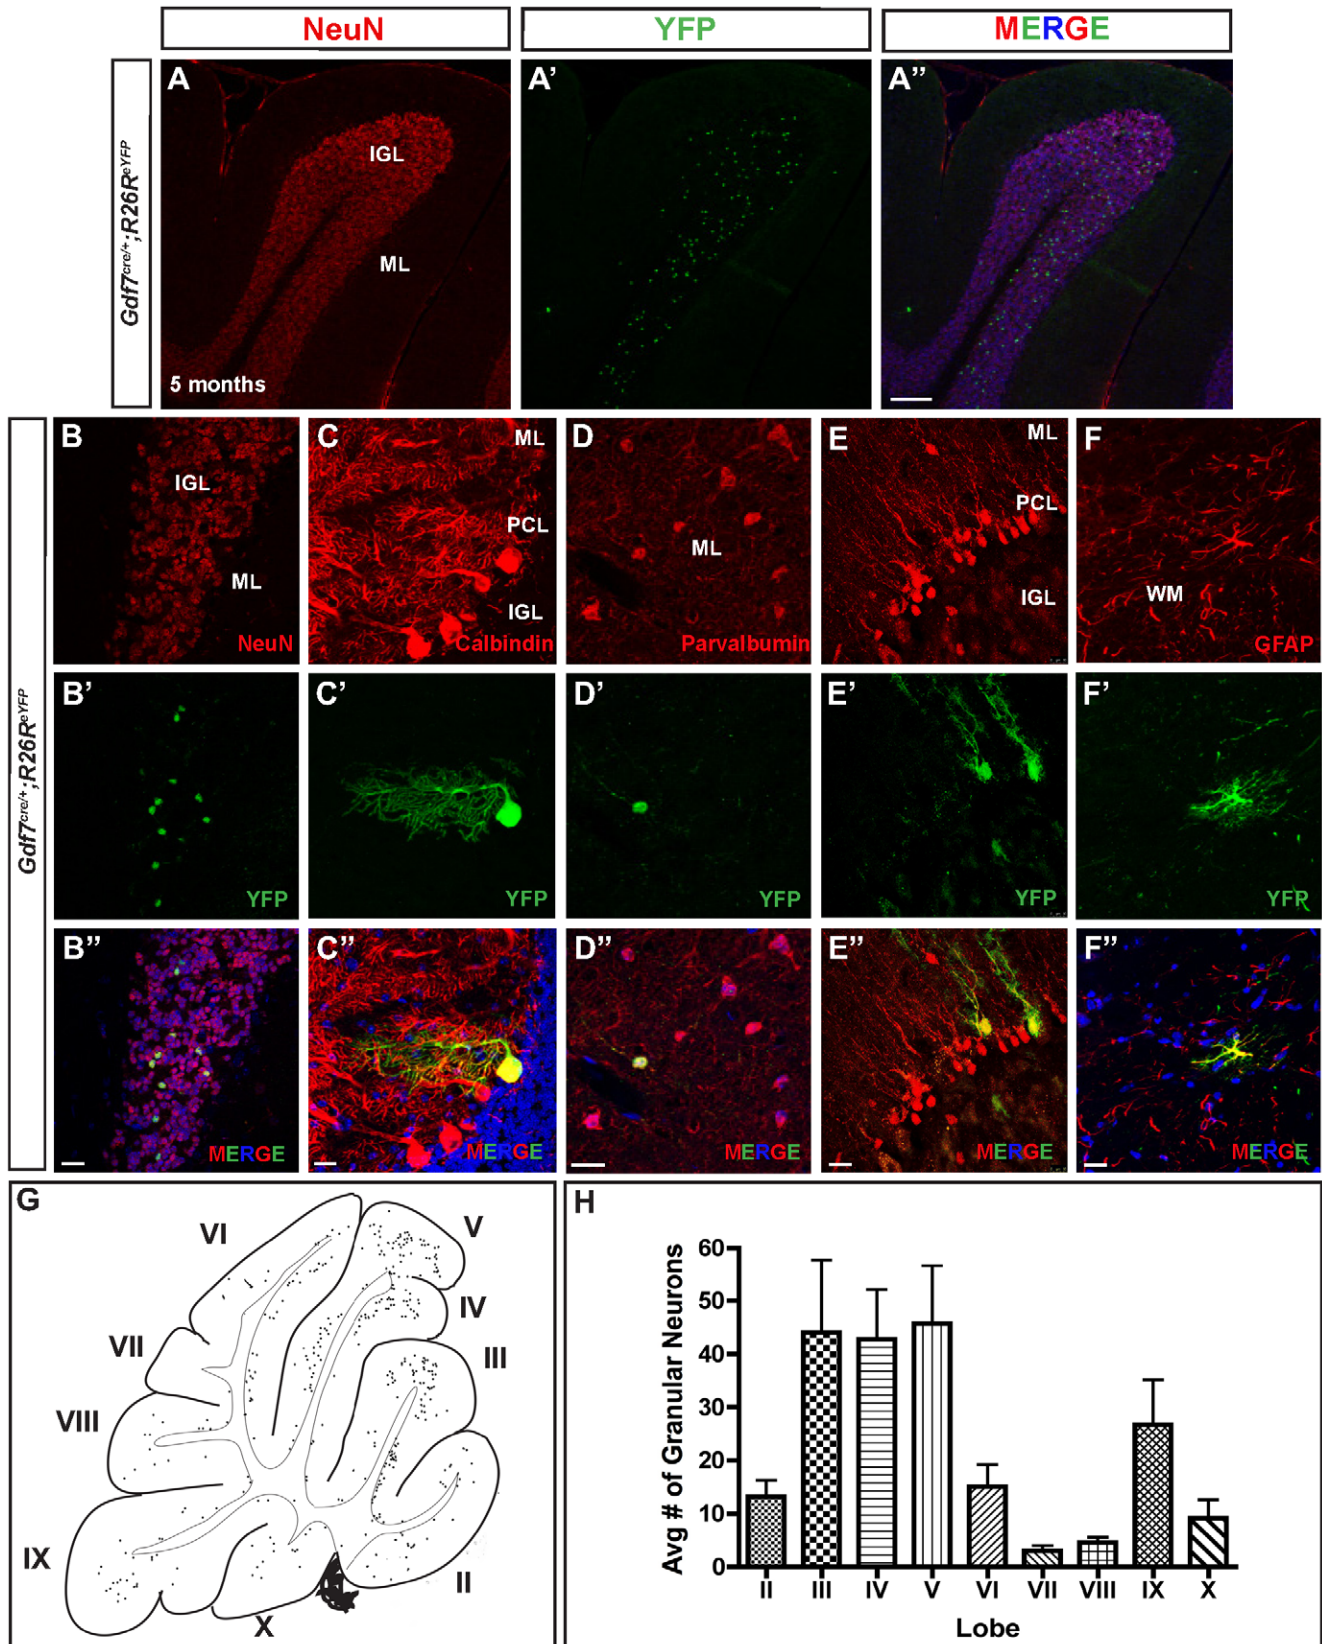 NeuN YFP MERGE
Gdf7cre/+;R26ReYFP
A A’ A’’
IGL
ML
5 months
Gdf7cre/+;R26ReYFP
B C D E F
IGL
ML
NeuN
ML
PCL
IGL
Calbindin
ML
Parvalbumin
ML
PCL
IGL
WM
GFAP
B’ C’ D’ E’ F’
YFP YFP YFP YFP YFP
B’’ C’’ D’’ E’’ F’’
MERGE MERGE MERGE MERGE MERGE
G
VI
V
IV
VII
III
VIII
IX
II
X
H
Avg # of Granular Neurons
60
50
40
30
20
10
0
II III IV V VI VII VIII IX X
Lobe